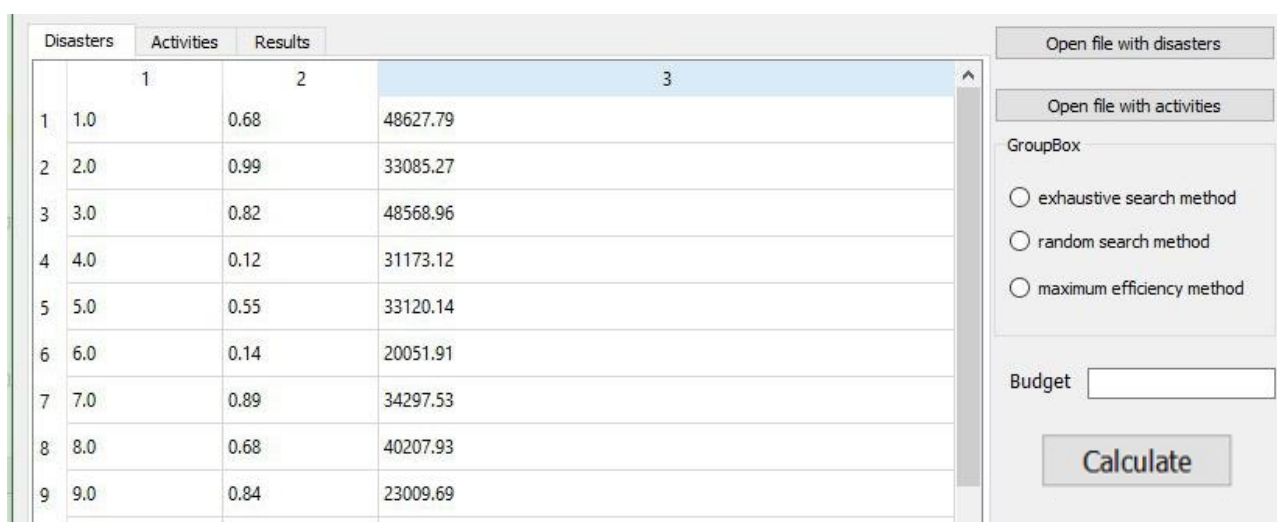 Disasters Activities Results
1 2 3
1 1.0 0.68 48627.79
2 2.0 0.99 33085.27
3 3.0 0.82 48568.96
4 4.0 0.12 31173.12
5 5.0 0.55 33120.14
6 6.0 0.14 20051.91
7 7.0 0.89 34297.53
8 8.0 0.68 40207.93
9 9.0 0.84 23009.69
Open file with disasters
Open file with activities
GroupBox
exhaustive search method
random search method
maximum efficiency method
Budget
Calculate